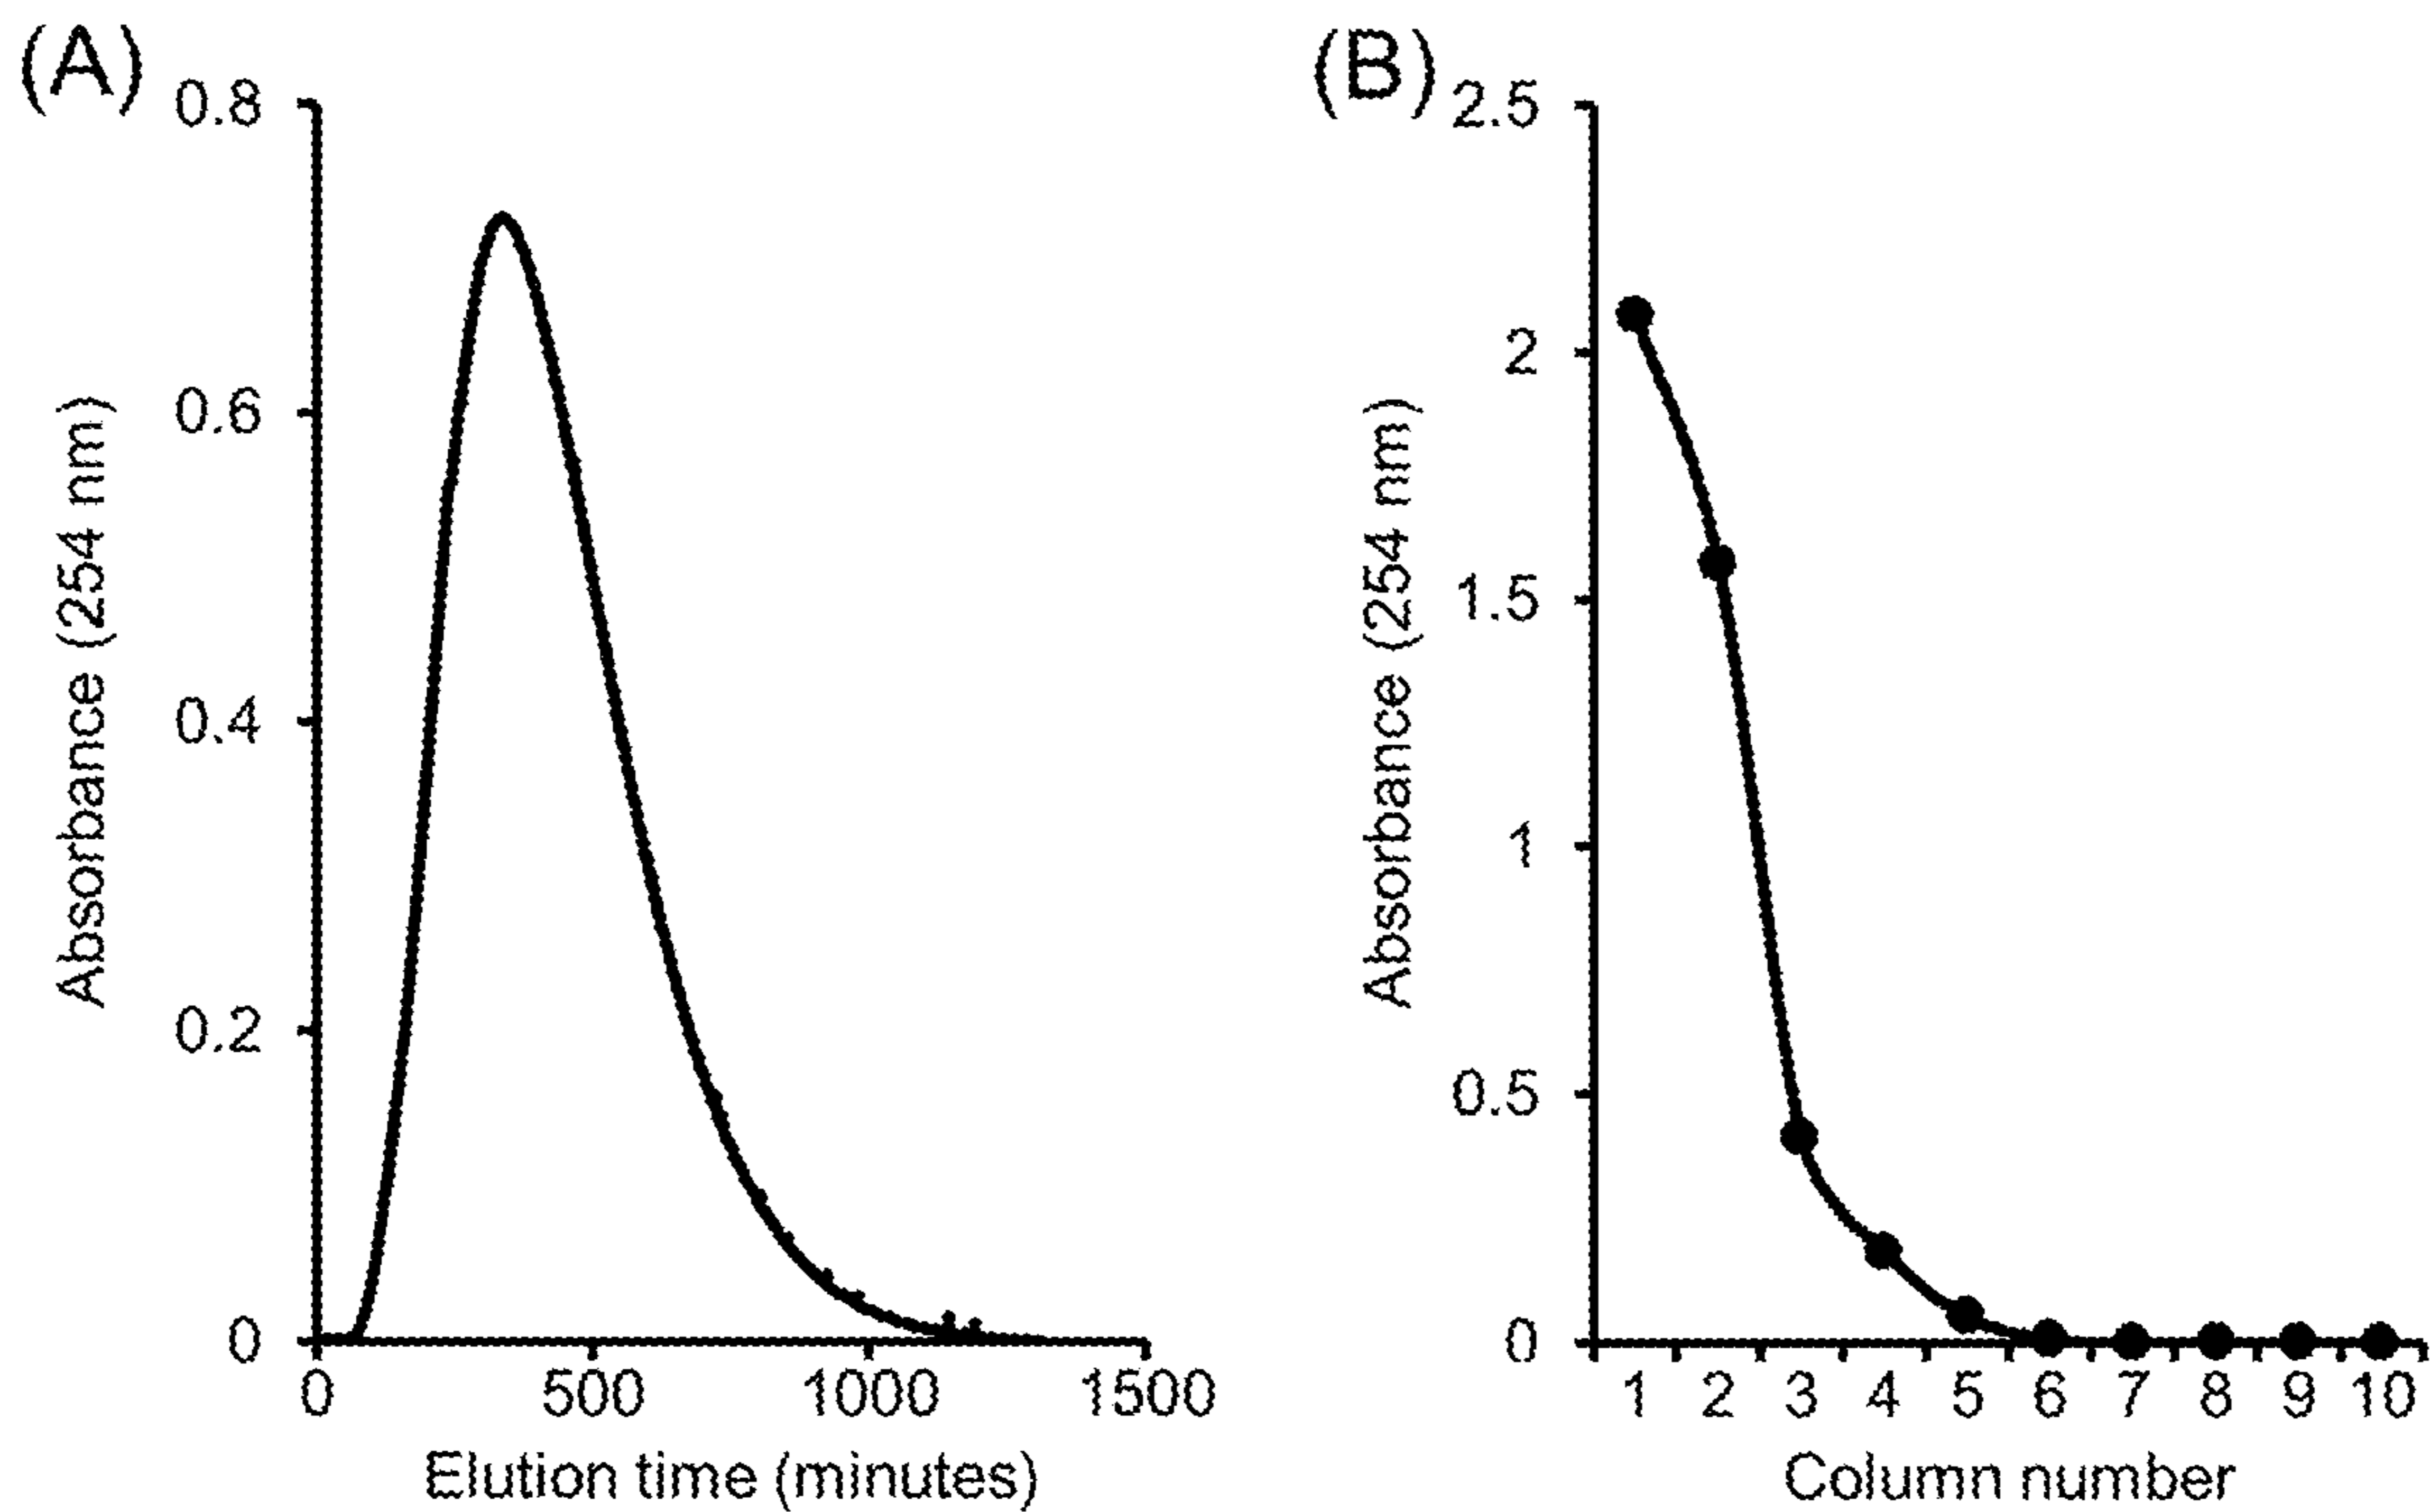 (A)
0.8
0.6
0.4
0.2
0
Absorbance (254 nm)
0 500 1000 1500
Elution time (minutes)
(B)
2.5
2
1.5
1
0.5
0
Absorbance (254 nm)
1 2 3 4 5 6 7 8 9 10
Column number